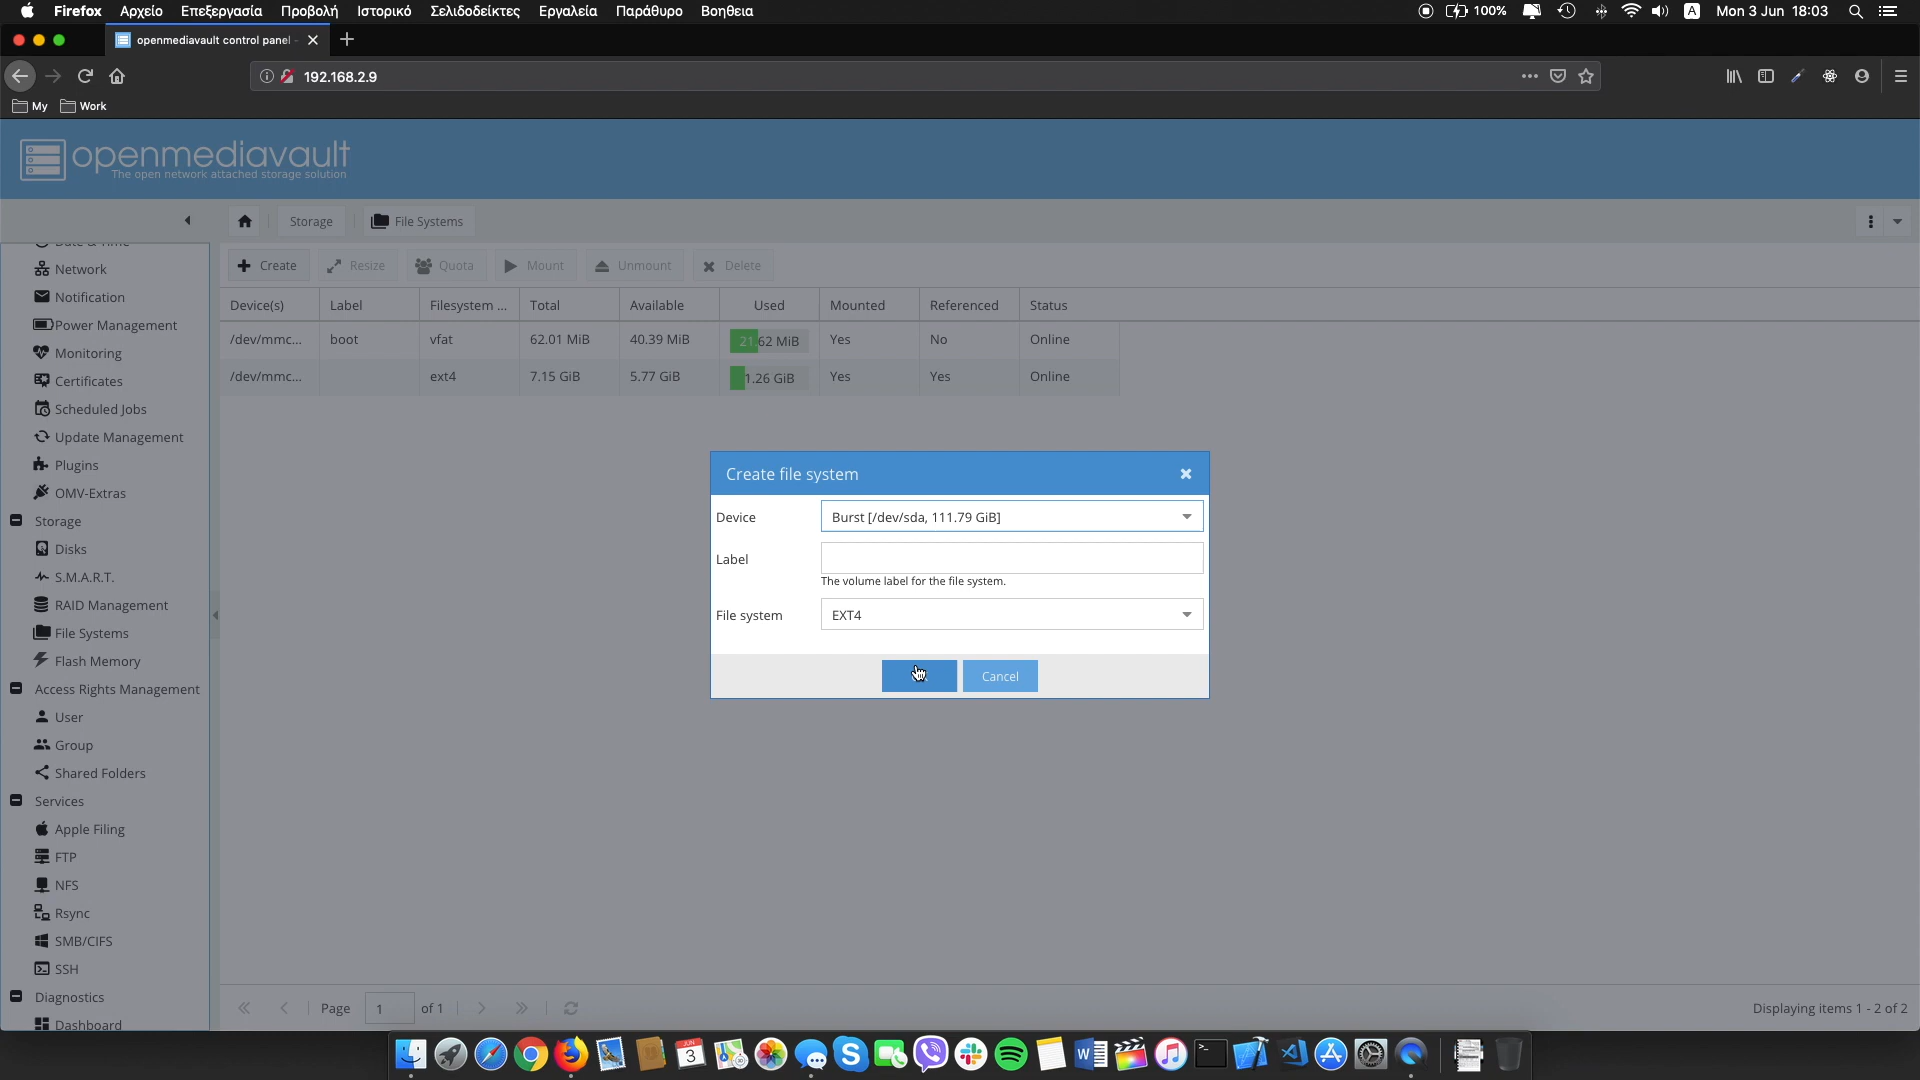 Firefox Αρχείο Επεξεργασία Προβολή Ιστορικό Σελιδοδείκτες Εργαλεία Παράθυρο Βοηθεια 100% A Mon 3 Jun 18:03
openmediavault control panel -
192.168.2.9
My Work
openmediavault
The open network attached storage solution
Storage File Systems
Date & Time
Network
Notification
Power Management
Monitoring
Certificates
Scheduled Jobs
Update Management
Plugins
OMV-Extras
Storage
Disks
S.M.A.R.T.
RAID Management
File Systems
Flash Memory
Access Rights Management
User
Group
Shared Folders
Services
Apple Filing
FTP
NFS
Rsync
SMB/CIFS
SSH
Diagnostics
Dashboard
Create Resize Quota Mount Unmount Delete
Device(s) Label Filesystem ... Total Available Used Mounted Referenced Status
/dev/mmc... boot vfat 62.01 MiB 40.39 MiB 21.62 MiB Yes No Online
/dev/mmc... ext4 7.15 GiB 5.77 GiB 1.26 GiB Yes Yes Online
Create file system
Device Burst [/dev/sda, 111.79 GiB]
Label
The volume label for the file system.
File system EXT4
Cancel
Page 1 of 1 Displaying items 1 - 2 of 2
JUN
3